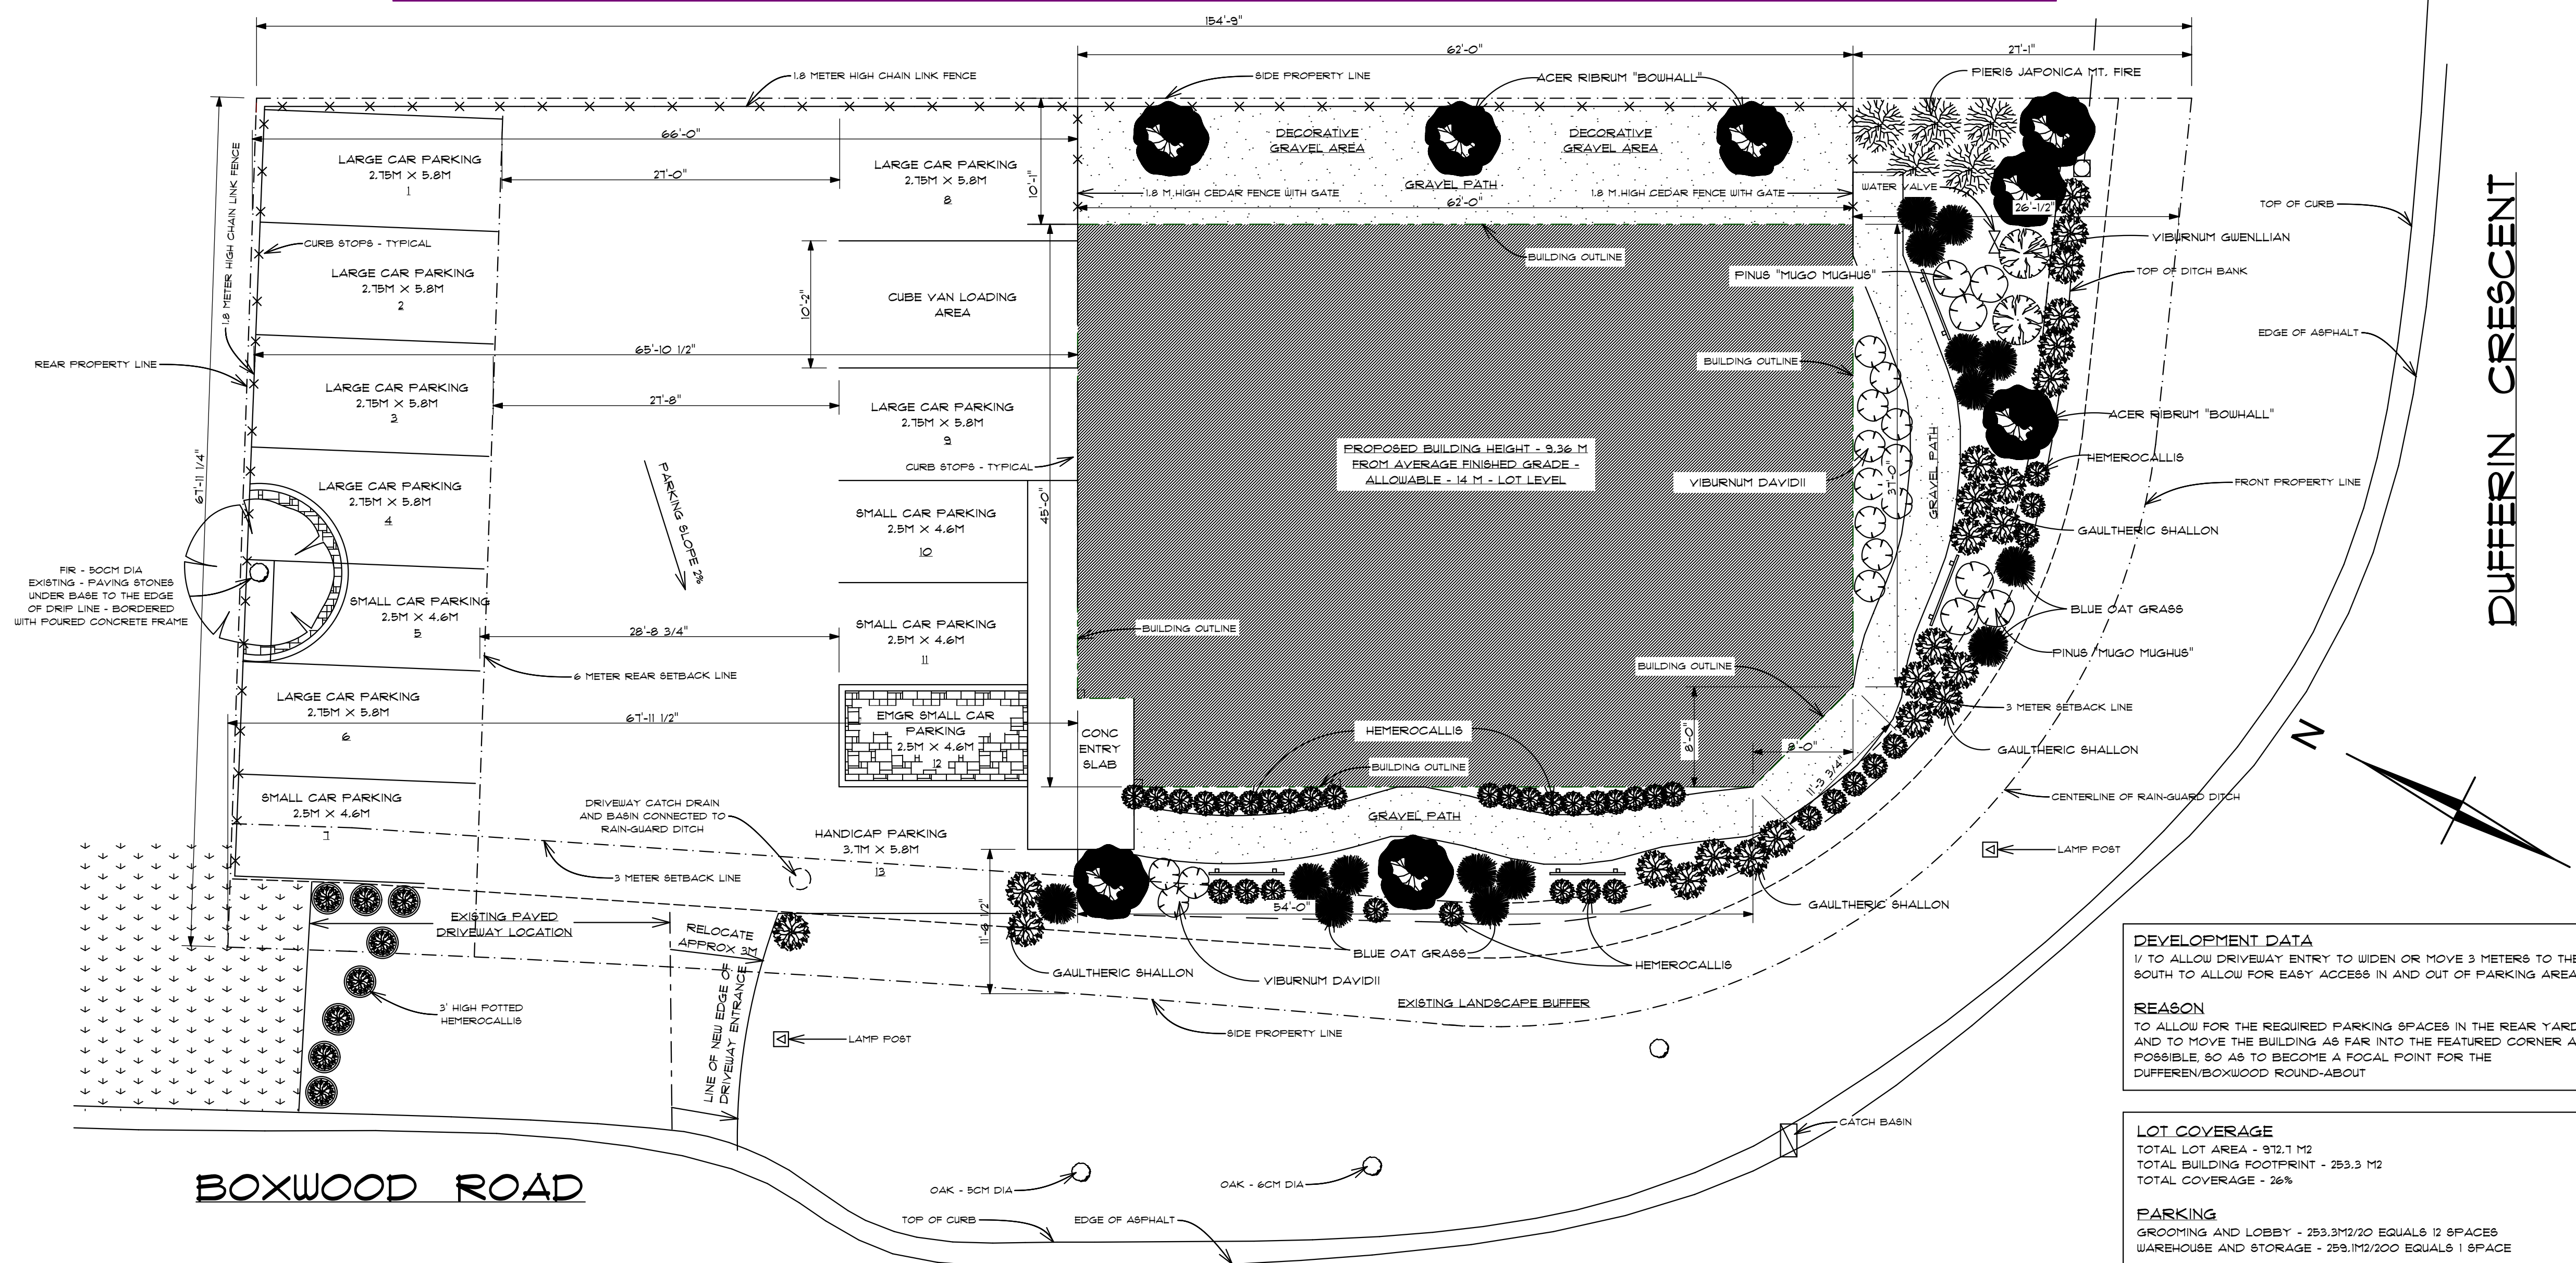 154'-9"
62'-0"
27'-1"
1.8 METER HIGH CHAIN LINK FENCE
SIDE PROPERTY LINE
ACER RIBRUM "BOWHALL"
PIERIS JAPONICA MT. FIRE
66'-0"
DECORATIVE
GRAVEL AREA
DECORATIVE
GRAVEL AREA
LARGE CAR PARKING
2.75M X 5.8M
1
27'-0"
LARGE CAR PARKING
2.75M X 5.8M
8
10'-1"
1.8 M.HIGH CEDAR FENCE WITH GATE
GRAVEL PATH
1.8 M.HIGH CEDAR FENCE WITH GATE
62'-0"
WATER VALVE
26'-1/2"
TOP OF CURB
1.8 METER HIGH CHAIN LINK FENCE
CURB STOPS - TYPICAL
VIBURNUM GWENLLIAN
BUILDING OUTLINE
LARGE CAR PARKING
2.75M X 5.8M
2
PINUS "MUGO MUGHUS"
TOP OF DITCH BANK
10'-2"
CUBE VAN LOADING
AREA
EDGE OF ASPHALT
DUFFERIN CRESCENT
REAR PROPERTY LINE
65'-10 1/2"
BUILDING OUTLINE
LARGE CAR PARKING
2.75M X 5.8M
3
27'-8"
LARGE CAR PARKING
2.75M X 5.8M
9
ACER RIBRUM "BOWHALL"
PROPOSED BUILDING HEIGHT - 9.36 M
FROM AVERAGE FINISHED GRADE -
ALLOWABLE - 14 M - LOT LEVEL
CURB STOPS - TYPICAL
HEMEROCALLIS
67'-11 1/4"
PARKING SLOPE 2%
VIBURNUM DAVIDII
37'-0"
GRAVEL PATH
FRONT PROPERTY LINE
LARGE CAR PARKING
2.75M X 5.8M
4
45'-0"
SMALL CAR PARKING
2.5M X 4.6M
10
GAULTHERIC SHALLON
FIR - 50CM DIA
EXISTING - PAVING STONES
UNDER BASE TO THE EDGE
OF DRIP LINE - BORDERED
WITH POURED CONCRETE FRAME
SMALL CAR PARKING
2.5M X 4.6M
5
28'-8 3/4"
SMALL CAR PARKING
2.5M X 4.6M
11
BUILDING OUTLINE
BLUE OAT GRASS
PINUS "MUGO MUGHUS"
6 METER REAR SETBACK LINE
BUILDING OUTLINE
LARGE CAR PARKING
2.75M X 5.8M
6
67'-11 1/2"
EMGR SMALL CAR
PARKING
2.5M X 4.6M
12
CONC
ENTRY
SLAB
HEMEROCALLIS
8'-0"
8'-0"
3 METER SETBACK LINE
N
GAULTHERIC SHALLON
BUILDING OUTLINE
11'-3 3/4"
SMALL CAR PARKING
2.5M X 4.6M
7
DRIVEWAY CATCH DRAIN
AND BASIN CONNECTED TO
RAIN-GUARD DITCH
HANDICAP PARKING
3.7M X 5.8M
13
GRAVEL PATH
CENTERLINE OF RAIN-GUARD DITCH
LAMP POST
3 METER SETBACK LINE
EXISTING PAVED
DRIVEWAY LOCATION
RELOCATE
APPROX 3M
54'-0"
GAULTHERIC SHALLON
BLUE OAT GRASS
HEMEROCALLIS
GAULTHERIC SHALLON
VIBURNUM DAVIDII
EXISTING LANDSCAPE BUFFER
3' HIGH POTTED
HEMEROCALLIS
LINE OF NEW EDGE OF
DRIVEWAY ENTRANCE
LAMP POST
SIDE PROPERTY LINE
DEVELOPMENT DATA
1/ TO ALLOW DRIVEWAY ENTRY TO WIDEN OR MOVE 3 METERS TO THE
SOUTH TO ALLOW FOR EASY ACCESS IN AND OUT OF PARKING AREA
REASON
TO ALLOW FOR THE REQUIRED PARKING SPACES IN THE REAR YARD
AND TO MOVE THE BUILDING AS FAR INTO THE FEATURED CORNER A
POSSIBLE, SO AS TO BECOME A FOCAL POINT FOR THE
DUFFEREN/BOXWOOD ROUND-ABOUT
CATCH BASIN
LOT COVERAGE
TOTAL LOT AREA - 972.7 M2
TOTAL BUILDING FOOTPRINT - 253.3 M2
TOTAL COVERAGE - 26%
PARKING
GROOMING AND LOBBY - 253.3M2/20 EQUALS 12 SPACES
WAREHOUSE AND STORAGE - 259.1M2/200 EQUALS 1 SPACE
BOXWOOD ROAD
OAK - 5CM DIA
OAK - 6CM DIA
TOP OF CURB
EDGE OF ASPHALT